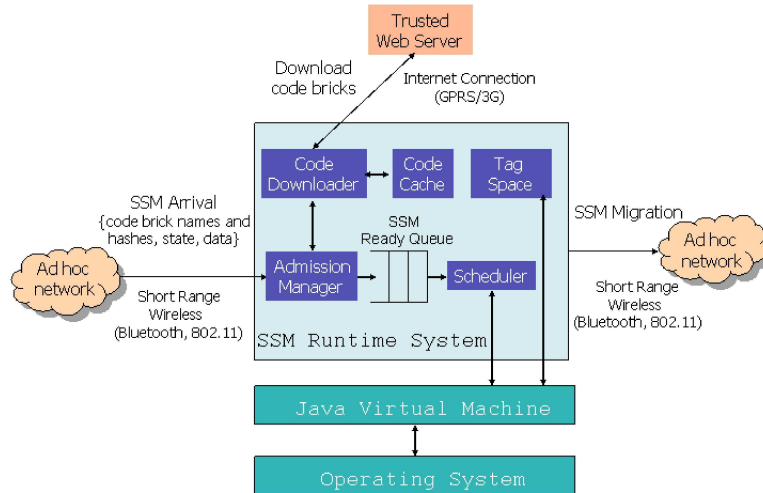 Trusted
Web Server
Download
code bricks
Internet Connection
(GPRS/3G)
Code
Downloader
Code
Cache
Tag
Space
SSM Arrival
{code brick names and
hashes, state, data}
SSM
Ready Queue
SSM Migration
Ad hoc
network
Admission
Manager
Scheduler
Ad hoc
network
Short Range
Wireless
(Bluetooth, 802.11)
Short Range
Wireless
(Bluetooth, 802.11)
SSM Runtime System
Java Virtual Machine
Operating System